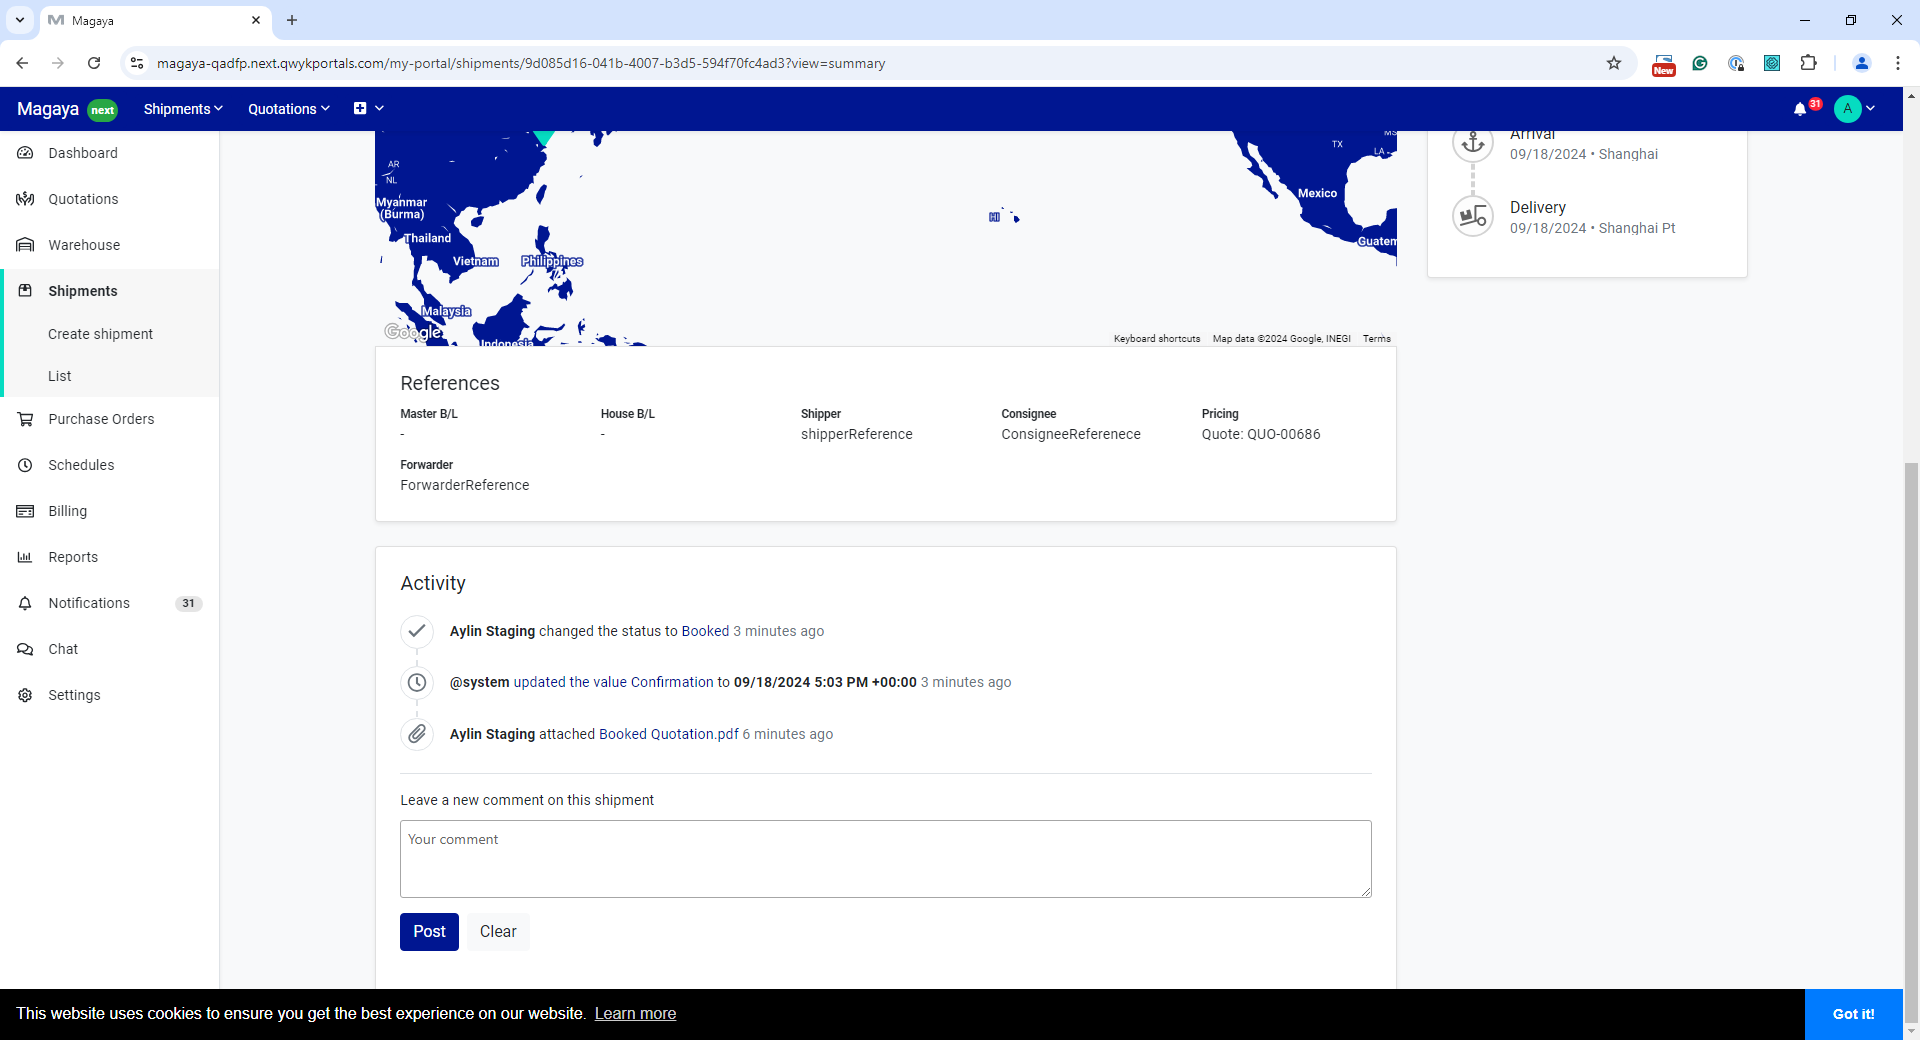 Magaya
magaya-qadfp.next.qwykportals.com/my-portal/shipments/9d085d16-041b-4007-b3d5-594f70fc4ad3?view=summary
New
Magaya next Shipments Quotations 31 A
Dashboard
Quotations
Warehouse
Shipments
Create shipment
List
Purchase Orders
Schedules
Billing
Reports
Notifications 31
Chat
Settings
AR
NL
Myanmar
(Burma)
Thailand
Vietnam
Philippines
Malaysia
Indonesia
Google
HI
TX
MS
LA
Mexico
Guatem
Keyboard shortcuts Map data ©2024 Google, INEGI Terms
Arrival
09/18/2024 • Shanghai
Delivery
09/18/2024 • Shanghai Pt
References
Master B/L House B/L Shipper Consignee Pricing
- - shipperReference ConsigneeReferenece Quote: QUO-00686
Forwarder
ForwarderReference
Activity
Aylin Staging changed the status to Booked 3 minutes ago
@system updated the value Confirmation to 09/18/2024 5:03 PM +00:00 3 minutes ago
Aylin Staging attached Booked Quotation.pdf 6 minutes ago
Leave a new comment on this shipment
Your comment
Post Clear
This website uses cookies to ensure you get the best experience on our website. Learn more Got it!